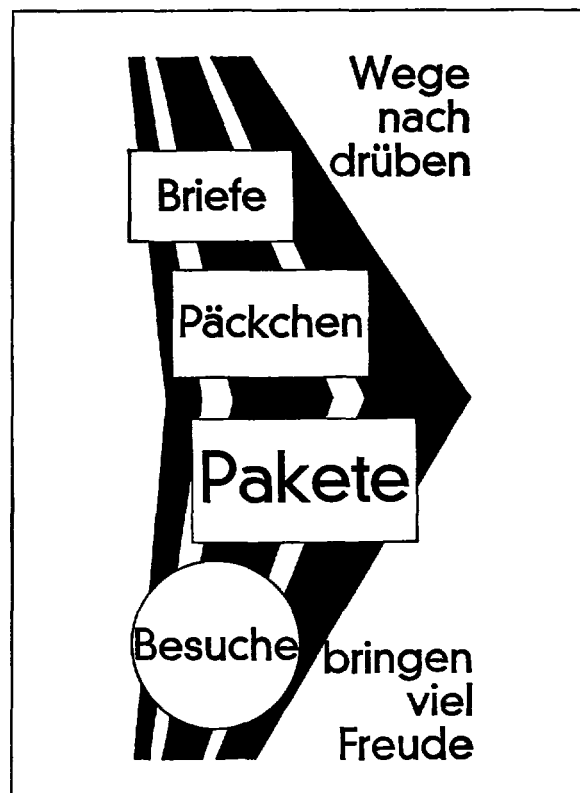 Wege
nach
drüben
Briefe
Päckchen
Pakete
Besuche
bringen
viel
Freude